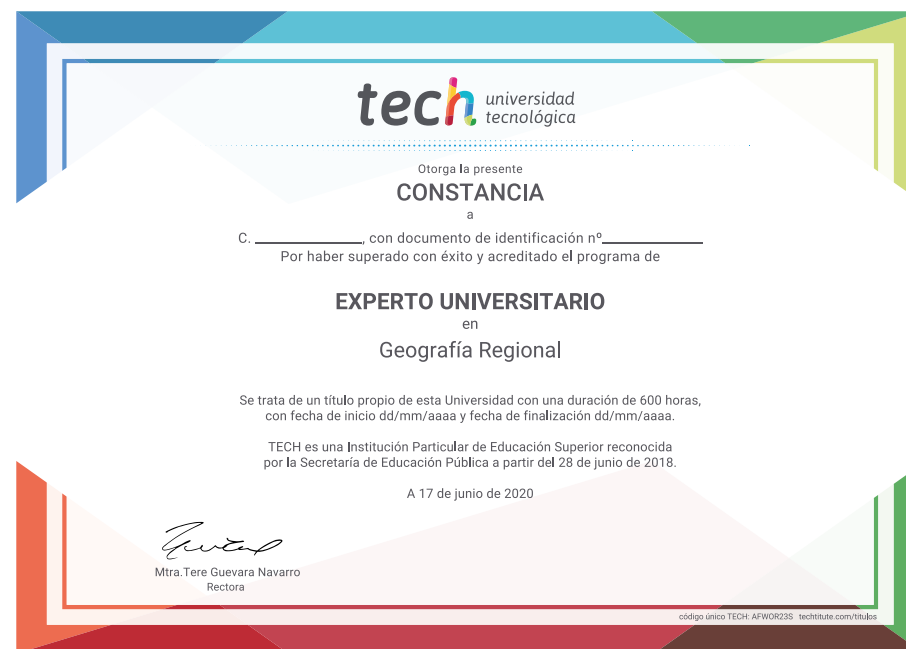 tech universidad
tecnológica
Otorga la presente
CONSTANCIA
a
C. ____________, con documento de identificación nº____________
Por haber superado con éxito y acreditado el programa de
EXPERTO UNIVERSITARIO
en
Geografía Regional
Se trata de un título propio de esta Universidad con una duración de 600 horas,
con fecha de inicio dd/mm/aaaa y fecha de finalización dd/mm/aaaa.
TECH es una Institución Particular de Educación Superior reconocida
por la Secretaría de Educación Pública a partir del 28 de junio de 2018.
A 17 de junio de 2020
Mtra.Tere Guevara Navarro
Rectora
código único TECH: AFWOR23S techtitute.com/titulos